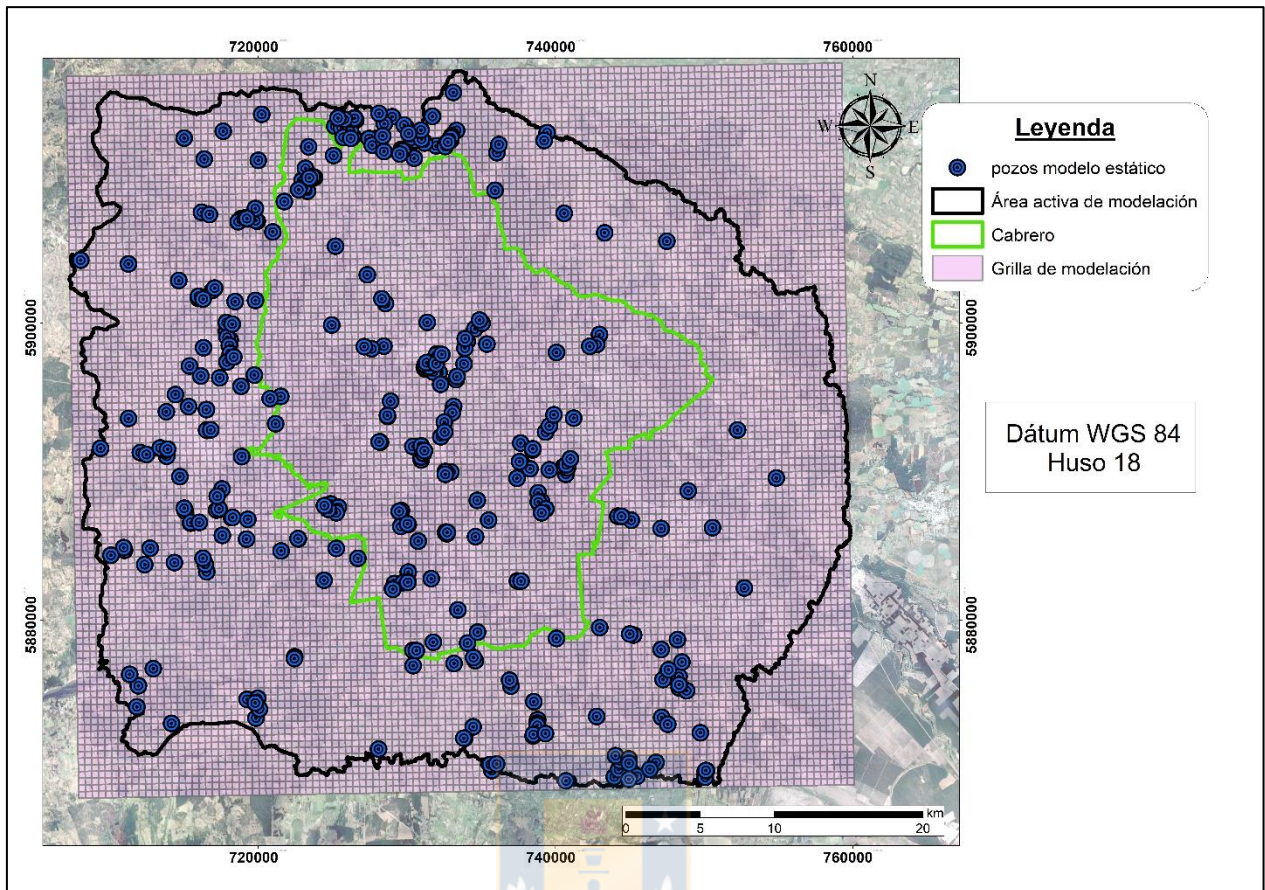 720000
740000
760000
N
W
E
S
Leyenda
pozos modelo estático
Área activa de modelación
Cabrero
Grilla de modelación
5900000
5900000
Dátum WGS 84
Huso 18
5880000
5880000
km
0 5 10 20
720000
740000
760000